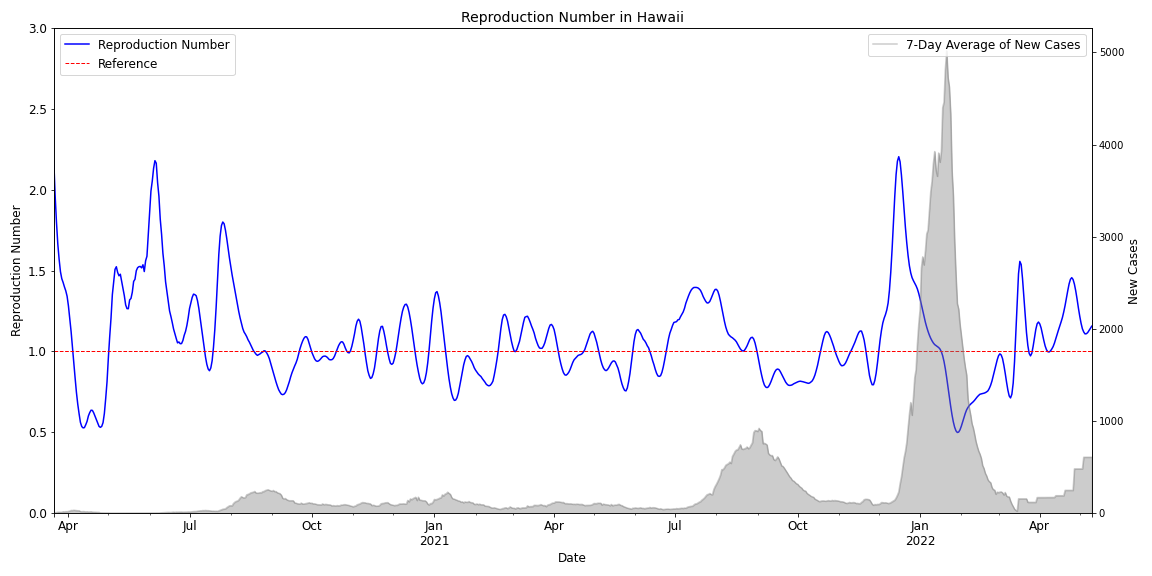 Reproduction Number in Hawaii
3.0
2.5
2.0
1.5
1.0
0.5
0.0
Reproduction Number
Reproduction Number
Reference
7-Day Average of New Cases
5000
4000
3000
2000
1000
0
New Cases
Apr
Jul
Oct
Jan
2021
Apr
Jul
Oct
Jan
2022
Apr
Date